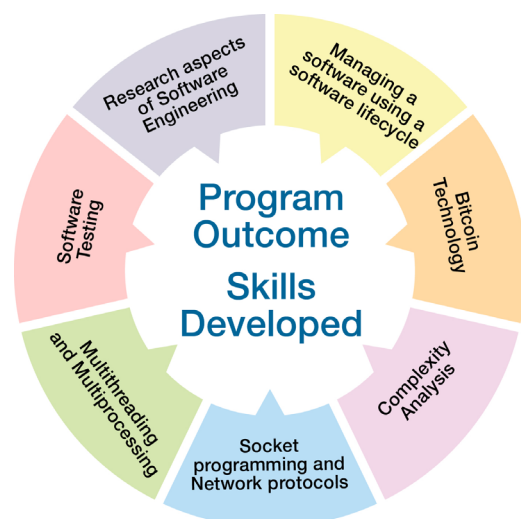 Program
Outcome
Skills
Developed
Managing a
software using a
software lifecycle
Bitcoin
Technology
Complexity
Analysis
Socket
programming and
Network protocols
Multithreading
and Multiprocessing
Software
Testing
Research aspects
of Software
Engineering